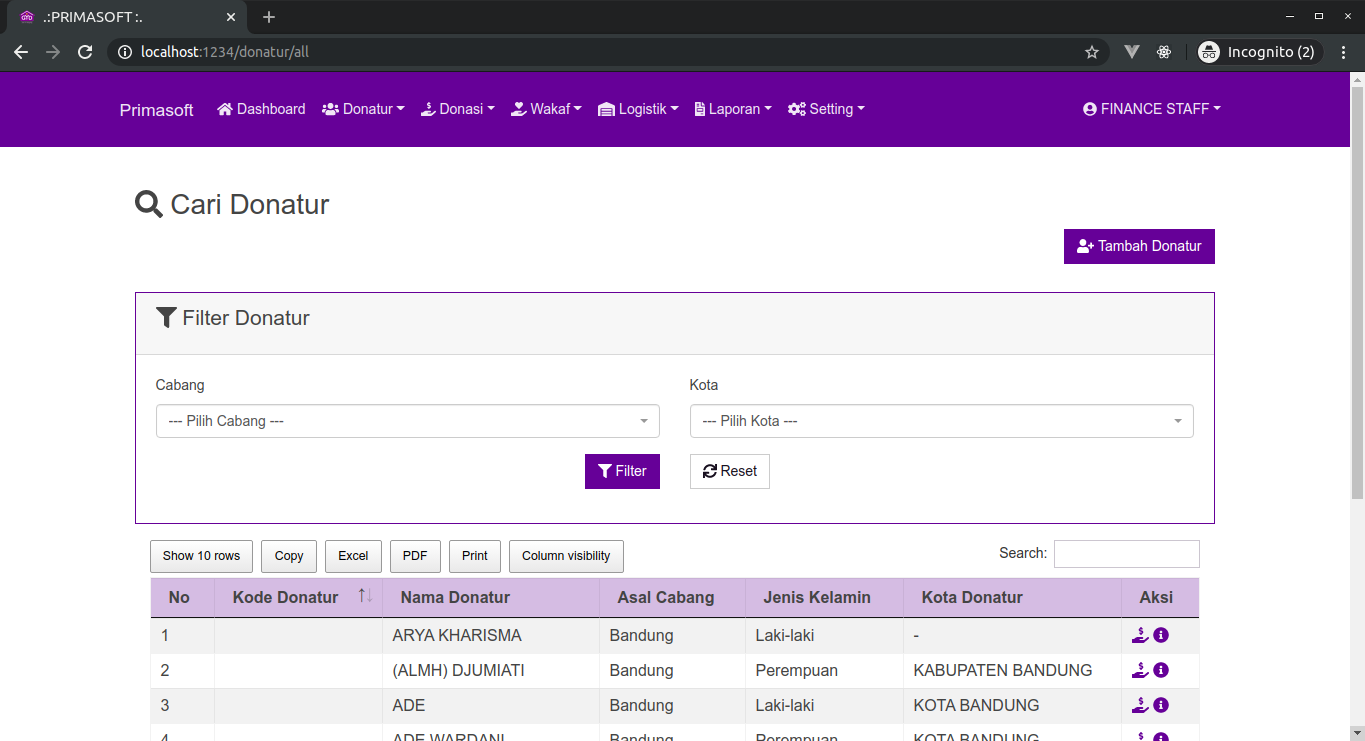 .:PRIMASOFT :.
localhost:1234/donatur/all
Incognito (2)
Primasoft Dashboard Donatur Donasi Wakaf Logistik Laporan Setting FINANCE STAFF
Cari Donatur
Tambah Donatur
Filter Donatur
Cabang Kota
--- Pilih Cabang --- --- Pilih Kota ---
Filter Reset
Show 10 rows Copy Excel PDF Print Column visibility Search:
No Kode Donatur Nama Donatur Asal Cabang Jenis Kelamin Kota Donatur Aksi
1 ARYA KHARISMA Bandung Laki-laki -
2 (ALMH) DJUMIATI Bandung Perempuan KABUPATEN BANDUNG
3 ADE Bandung Laki-laki KOTA BANDUNG
4 ADE WARDANI Bandung Perempuan KOTA BANDUNG